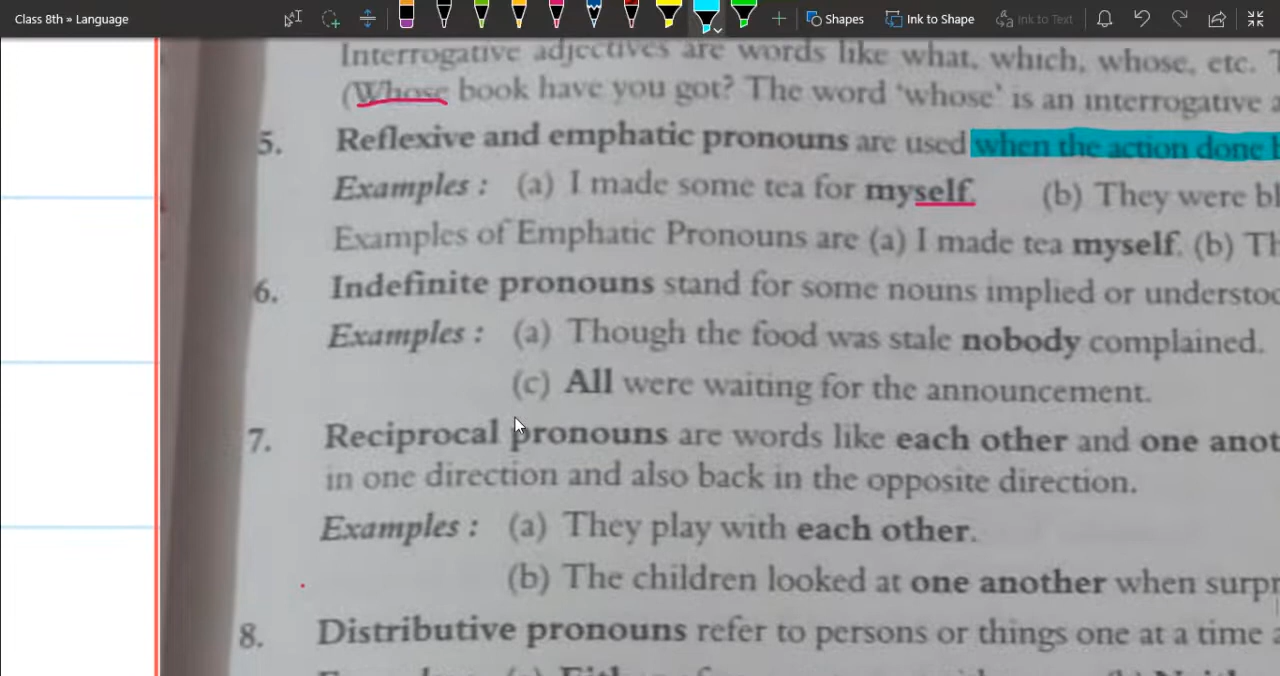 Class 8th » Language
Shapes
Ink to Shape
Ink to Text
Interrogative adjectives are words like what, which, whose, etc.
(Whose book have you got? The word ‘whose’ is an interrogative
5. Reflexive and emphatic pronouns are used when the action done
Examples : (a) I made some tea for myself. (b) They were
Examples of Emphatic Pronouns are (a) I made tea myself. (b)
6. Indefinite pronouns stand for some nouns implied or
Examples : (a) Though the food was stale nobody complained.
(c) All were waiting for the announcement.
7. Reciprocal pronouns are words like each other and one
in one direction and also back in the opposite direction.
Examples : (a) They play with each other.
(b) The children looked at one another when
8. Distributive pronouns refer to persons or things one at a time